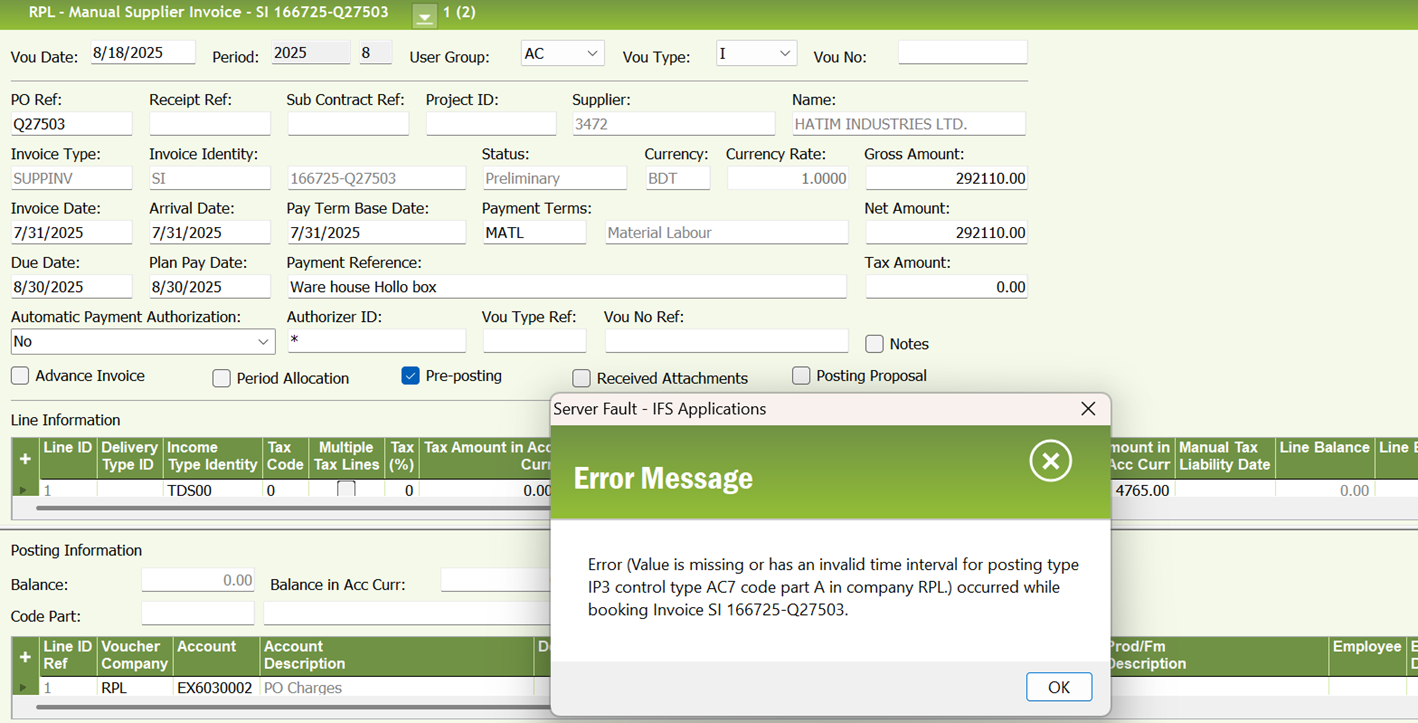 RPL - Manual Supplier Invoice - SI 166725-Q27503 1 (2)
Vou Date: 8/18/2025 Period: 2025 8 User Group: AC Vou Type: I Vou No:
PO Ref: Receipt Ref: Sub Contract Ref: Project ID: Supplier: Name:
Q27503 3472 HATIM INDUSTRIES LTD.
Invoice Type: Invoice Identity: Status: Currency: Currency Rate: Gross Amount:
SUPPINV SI 166725-Q27503 Preliminary BDT 1.0000 292110.00
Invoice Date: Arrival Date: Pay Term Base Date: Payment Terms: Net Amount:
7/31/2025 7/31/2025 7/31/2025 MATL Material Labour 292110.00
Due Date: Plan Pay Date: Payment Reference: Tax Amount:
8/30/2025 8/30/2025 Ware house Hollo box 0.00
Automatic Payment Authorization: Authorizer ID: Vou Type Ref: Vou No Ref:
No * Notes
Advance Invoice Period Allocation Pre-posting Received Attachments Posting Proposal
Line Information
Line ID Delivery Income Tax Multiple Tax Tax Amount in Acc mount in Manual Tax Line Balance Line
Type ID Type Identity Code Tax Lines (%) Curr Acc Curr Liability Date
1 TDS00 0 0 0.00 4765.00 0.00
Server Fault - IFS Applications
Error Message
Error (Value is missing or has an invalid time interval for posting type
IP3 control type AC7 code part A in company RPL.) occurred while
booking Invoice SI 166725-Q27503.
OK
Posting Information
Balance: 0.00 Balance in Acc Curr:
Code Part:
Line ID Voucher Account Account Prod/Fm Employee
Ref Company Description Description
1 RPL EX6030002 PO Charges